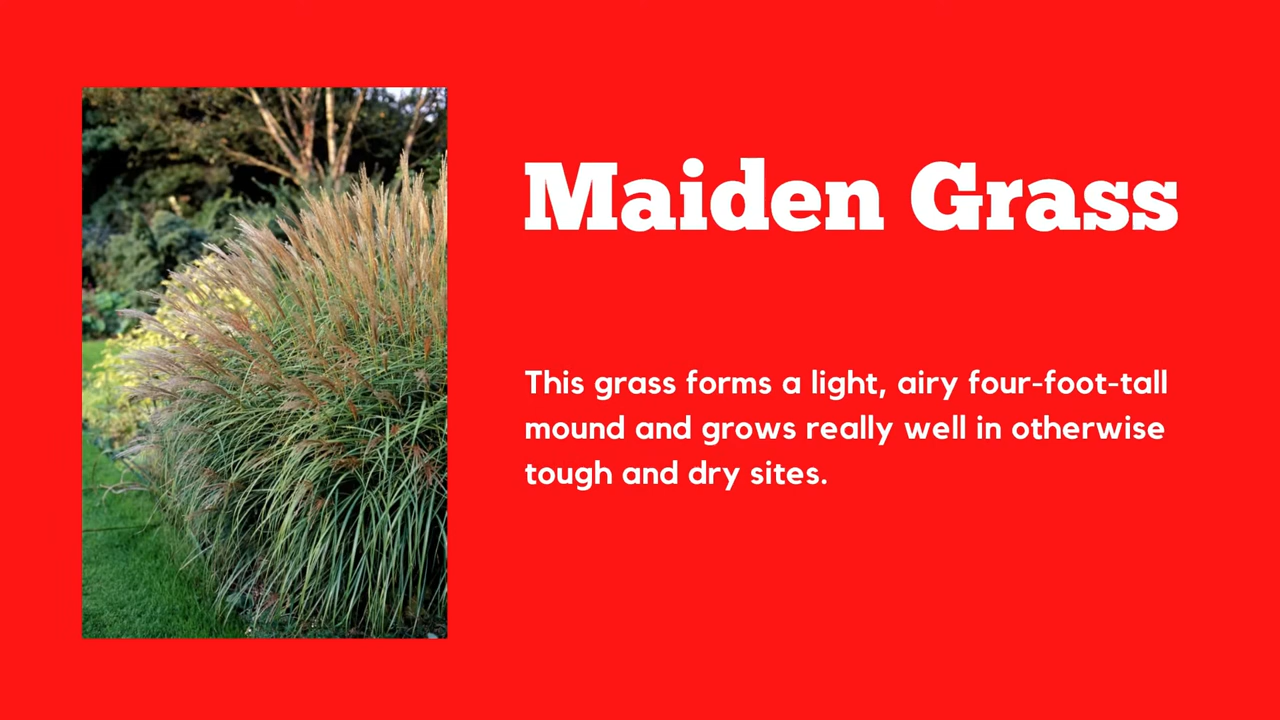 Maiden Grass
This grass forms a light, airy four-foot-tall
mound and grows really well in otherwise
tough and dry sites.